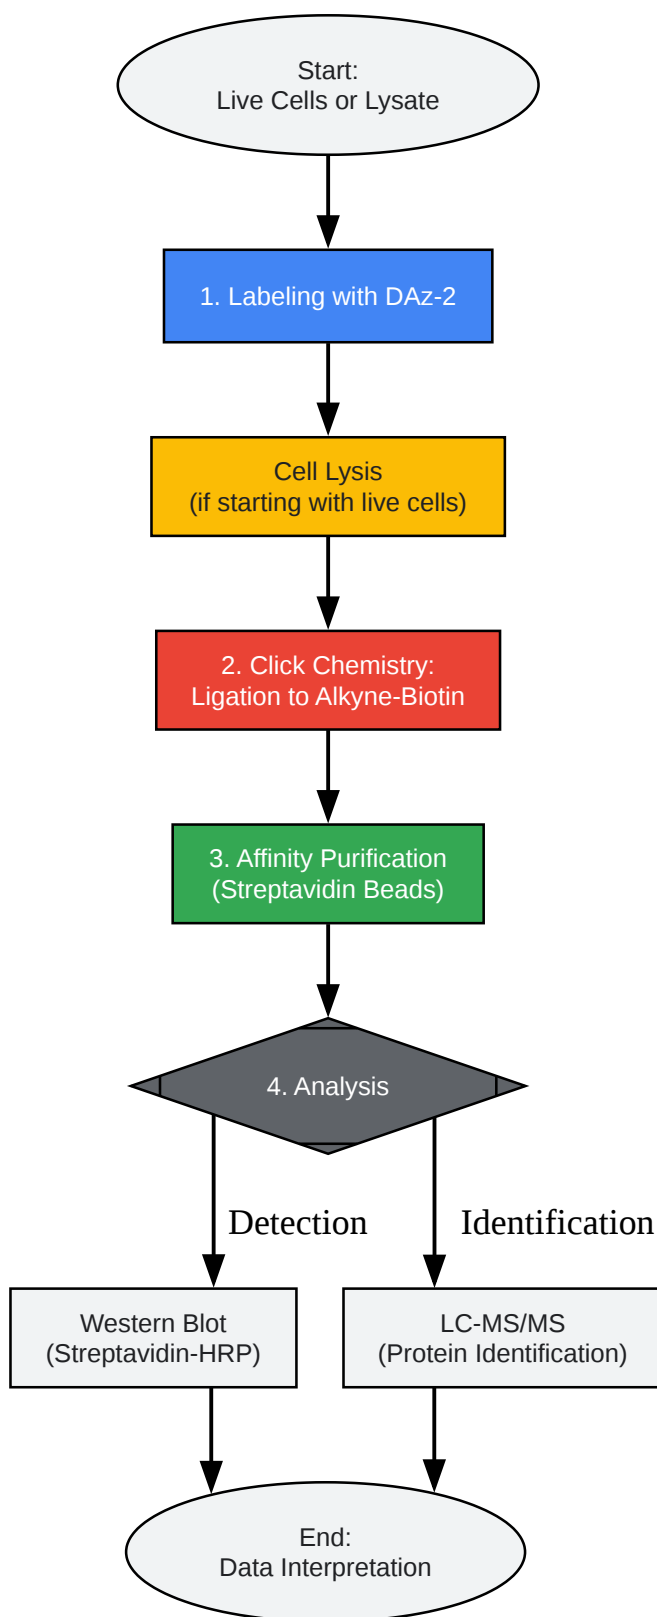 Start:
Live Cells or Lysate
1. Labeling with DAz-2
Cell Lysis
(if starting with live cells)
2. Click Chemistry:
Ligation to Alkyne-Biotin
3. Affinity Purification
(Streptavidin Beads)
4. Analysis
Detection
Identification
Western Blot
(Streptavidin-HRP)
LC-MS/MS
(Protein Identification)
End:
Data Interpretation